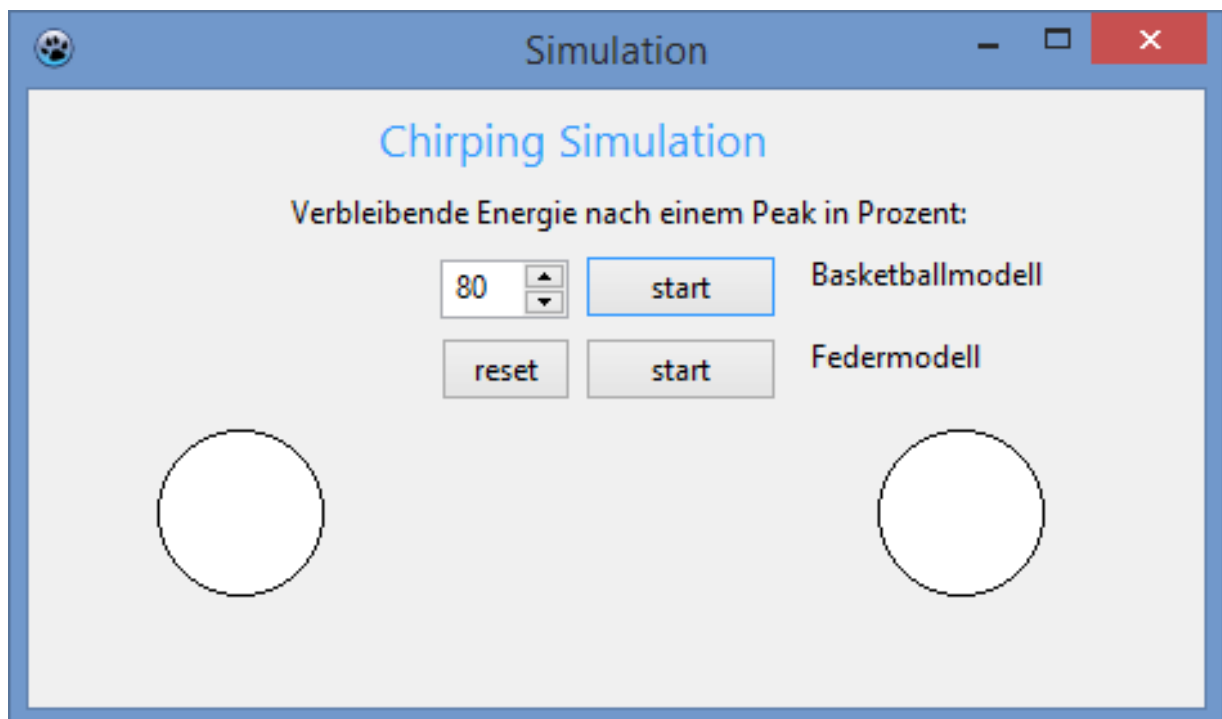 Simulation
Chirping Simulation
Verbleibende Energie nach einem Peak in Prozent:
80 start Basketballmodell
reset start Federmodell